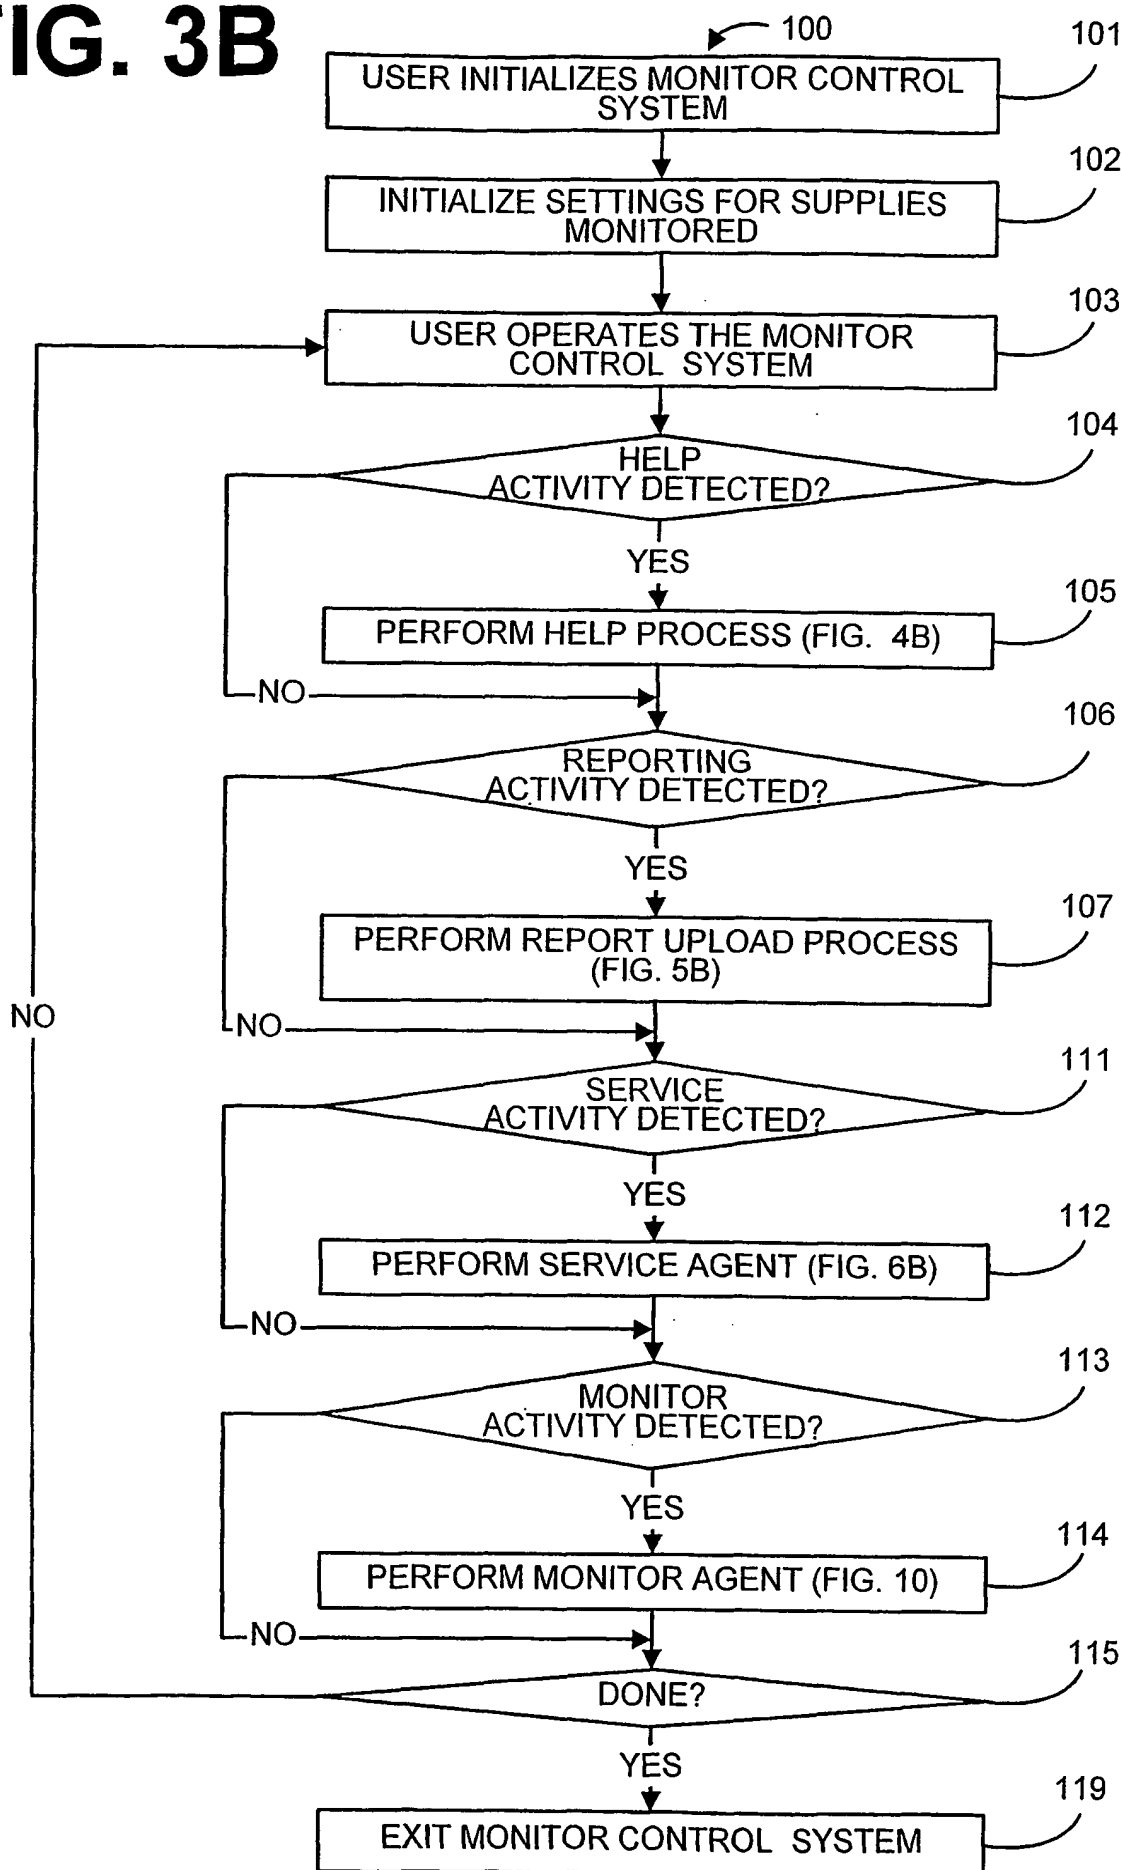 FIG. 3B
100
101
USER INITIALIZES MONITOR CONTROL
SYSTEM
102
INITIALIZE SETTINGS FOR SUPPLIES
MONITORED
103
USER OPERATES THE MONITOR
CONTROL SYSTEM
104
HELP
ACTIVITY DETECTED?
YES
105
PERFORM HELP PROCESS (FIG. 4B)
NO
106
REPORTING
ACTIVITY DETECTED?
YES
107
PERFORM REPORT UPLOAD PROCESS
(FIG. 5B)
NO
NO
111
SERVICE
ACTIVITY DETECTED?
YES
112
PERFORM SERVICE AGENT (FIG. 6B)
NO
113
MONITOR
ACTIVITY DETECTED?
YES
114
PERFORM MONITOR AGENT (FIG. 10)
NO
115
DONE?
YES
119
EXIT MONITOR CONTROL SYSTEM